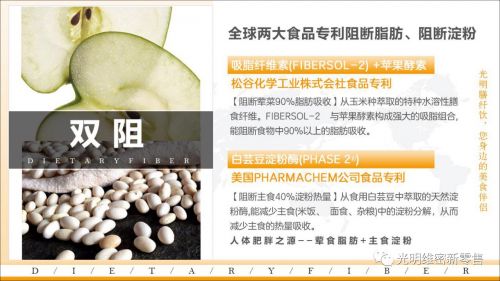 全球两大食品专利阻断脂肪、阻断淀粉
吸脂纤维素(FIBERSOL-2) +苹果酵素
松谷化学工业株式会社食品专利
【阻断荤菜90%脂肪吸收】从玉米种萃取的特种水溶性膳
食纤维。FIBERSOL-2 与苹果酵素构成强大的吸脂组合,
能阻断食物中90%以上的脂肪吸收。
白芸豆淀粉酶(PHASE 2®)
美国PHARMACHEM公司食品专利
【阻断主食40%淀粉热量】从食用白芸豆中萃取的天然淀
粉酶,能减少主食(米饭、 面食、杂粮)中的淀粉分解，从而
减少主食的热量吸收。
人体肥胖之源--荤食脂肪+主食淀粉
双阻
DIETARYFIBER
光明膳纤饮，您身边的美食伴侣
光明维密新零售
D/I/E/T/A/R/Y/F/I/B/E/R